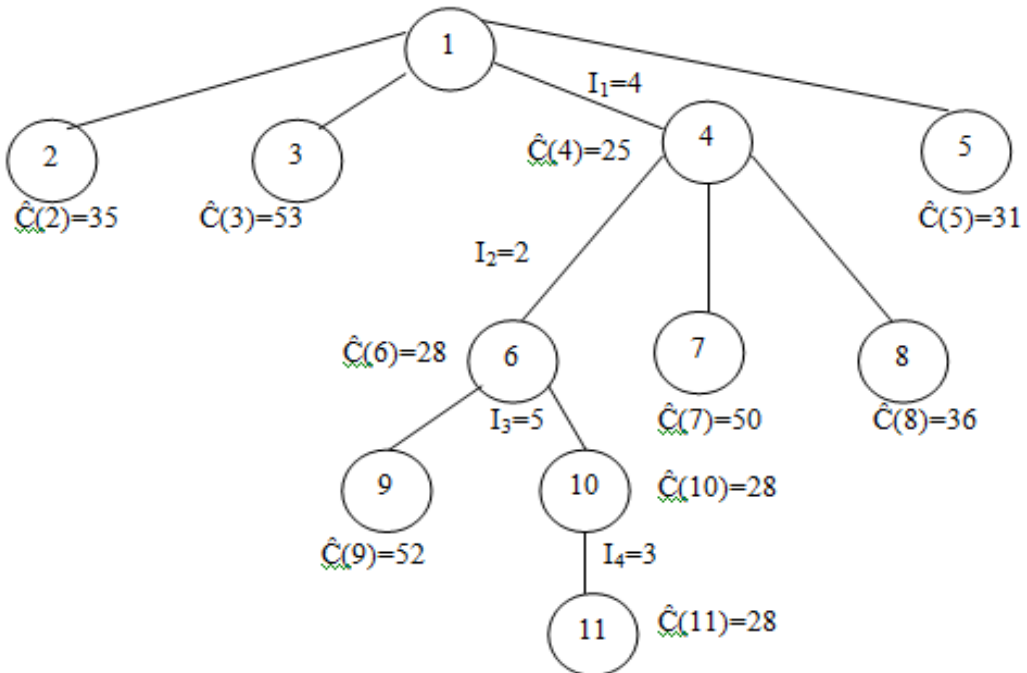 1
I₁=4
2
3
Ĉ(4)=25
4
5
Ĉ(2)=35
Ĉ(3)=53
Ĉ(5)=31
I₂=2
Ĉ(6)=28
6
7
8
I₃=5
Ĉ(7)=50
Ĉ(8)=36
9
10
Ĉ(10)=28
Ĉ(9)=52
I₄=3
11
Ĉ(11)=28